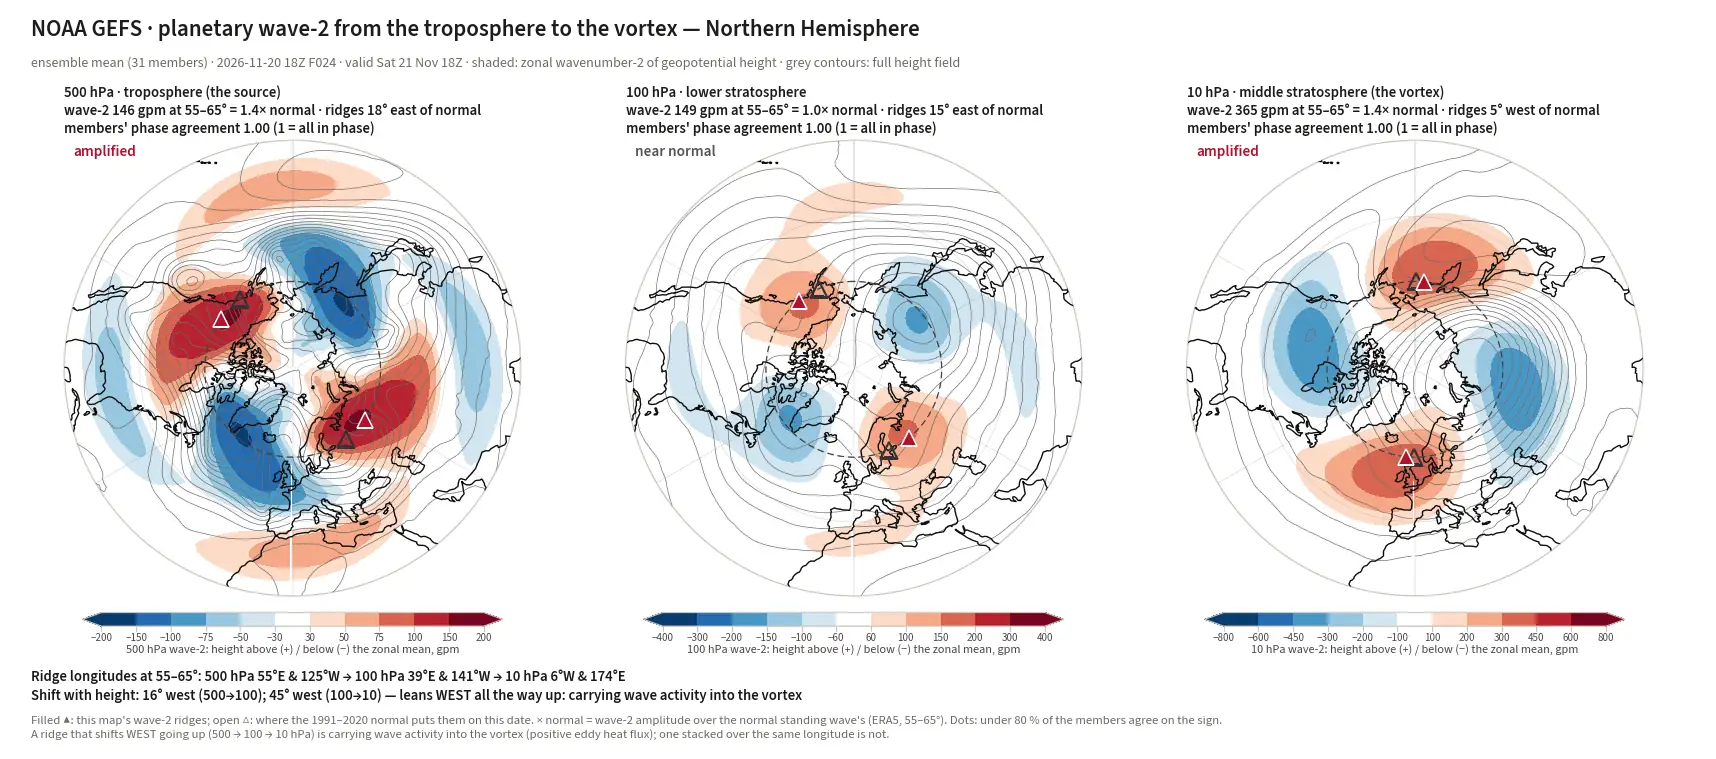 NOAA GEFS · planetary wave-2 from the troposphere to the vortex — Northern Hemisphere
ensemble mean (31 members) · 2026-11-20 18Z F024 · valid Sat 21 Nov 18Z · shaded: zonal wavenumber-2 of geopotential height · grey contours: full height field
500 hPa · troposphere (the source)
wave-2 146 gpm at 55–65° = 1.4× normal · ridges 18° east of normal
members' phase agreement 1.00 (1 = all in phase)
amplified
100 hPa · lower stratosphere
wave-2 149 gpm at 55–65° = 1.0× normal · ridges 15° east of normal
members' phase agreement 1.00 (1 = all in phase)
near normal
10 hPa · middle stratosphere (the vortex)
wave-2 365 gpm at 55–65° = 1.4× normal · ridges 5° west of normal
members' phase agreement 1.00 (1 = all in phase)
amplified
−200 −150 −100 −75 −50 −30 30 50 75 100 150 200
500 hPa wave-2: height above (+) / below (−) the zonal mean, gpm
−400 −300 −200 −150 −100 −60 60 100 150 200 300 400
100 hPa wave-2: height above (+) / below (−) the zonal mean, gpm
−800 −600 −450 −300 −200 −100 100 200 300 450 600 800
10 hPa wave-2: height above (+) / below (−) the zonal mean, gpm
Ridge longitudes at 55–65°: 500 hPa 55°E & 125°W → 100 hPa 39°E & 141°W → 10 hPa 6°W & 174°E
Shift with height: 16° west (500→100); 45° west (100→10) — leans WEST all the way up: carrying wave activity into the vortex
Filled ▲: this map's wave-2 ridges; open △: where the 1991–2020 normal puts them on this date. × normal = wave-2 amplitude over the normal standing wave's (ERA5, 55–65°). Dots: under 80 % of the members agree on the sign.
A ridge that shifts WEST going up (500 → 100 → 10 hPa) is carrying wave activity into the vortex (positive eddy heat flux); one stacked over the same longitude is not.